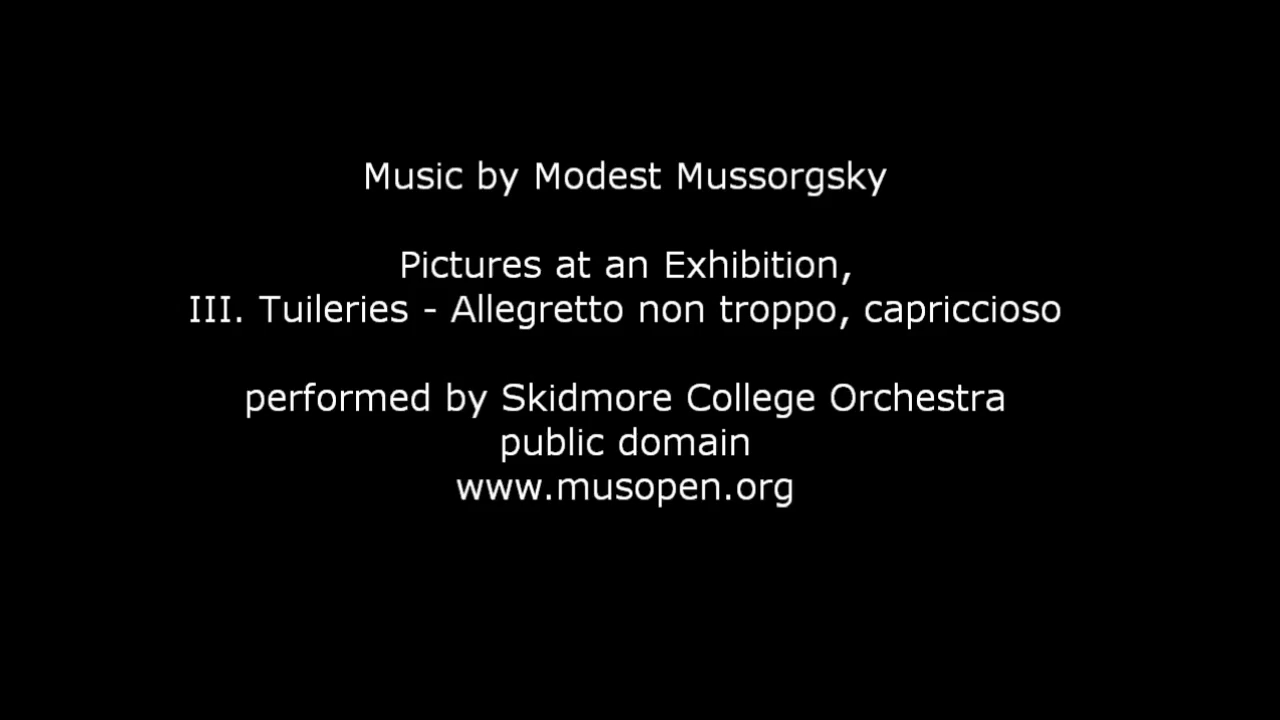 Music by Modest Mussorgsky
Pictures at an Exhibition,
III. Tuileries - Allegretto non troppo, capriccioso
performed by Skidmore College Orchestra
public domain
www.musopen.org